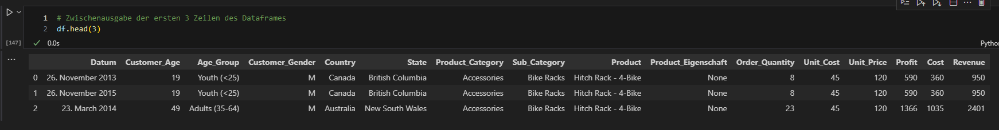 1 # Zwischenausgabe der ersten 3 Zeilen des Dataframes
2 df.head(3)
[147] 0.0s Pytho
Datum Customer_Age Age_Group Customer_Gender Country State Product_Category Sub_Category Product Product_Eigenschaft Order_Quantity Unit_Cost Unit_Price Profit Cost Revenue
0 26. November 2013 19 Youth (<25) M Canada British Columbia Accessories Bike Racks Hitch Rack - 4-Bike None 8 45 120 590 360 950
1 26. November 2015 19 Youth (<25) M Canada British Columbia Accessories Bike Racks Hitch Rack - 4-Bike None 8 45 120 590 360 950
2 23. March 2014 49 Adults (35-64) M Australia New South Wales Accessories Bike Racks Hitch Rack - 4-Bike None 23 45 120 1366 1035 2401